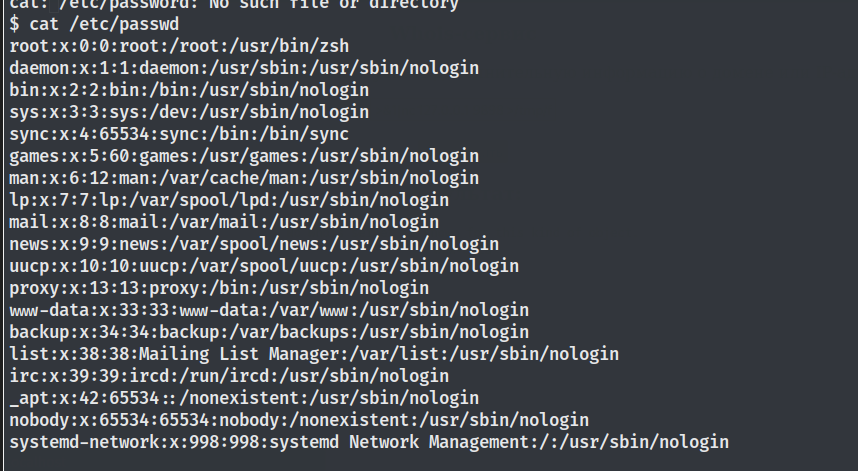 cat: /etc/password: No such file or directory
$ cat /etc/passwd
root:x:0:0:root:/root:/usr/bin/zsh
daemon:x:1:1:daemon:/usr/sbin:/usr/sbin/nologin
bin:x:2:2:bin:/bin:/usr/sbin/nologin
sys:x:3:3:sys:/dev:/usr/sbin/nologin
sync:x:4:65534:sync:/bin:/bin/sync
games:x:5:60:games:/usr/games:/usr/sbin/nologin
man:x:6:12:man:/var/cache/man:/usr/sbin/nologin
lp:x:7:7:lp:/var/spool/lpd:/usr/sbin/nologin
mail:x:8:8:mail:/var/mail:/usr/sbin/nologin
news:x:9:9:news:/var/spool/news:/usr/sbin/nologin
uucp:x:10:10:uucp:/var/spool/uucp:/usr/sbin/nologin
proxy:x:13:13:proxy:/bin:/usr/sbin/nologin
www-data:x:33:33:www-data:/var/www:/usr/sbin/nologin
backup:x:34:34:backup:/var/backups:/usr/sbin/nologin
list:x:38:38:Mailing List Manager:/var/list:/usr/sbin/nologin
irc:x:39:39:ircd:/run/ircd:/usr/sbin/nologin
_apt:x:42:65534::/nonexistent:/usr/sbin/nologin
nobody:x:65534:65534:nobody:/nonexistent:/usr/sbin/nologin
systemd-network:x:998:998:systemd Network Management:/:/usr/sbin/nologin